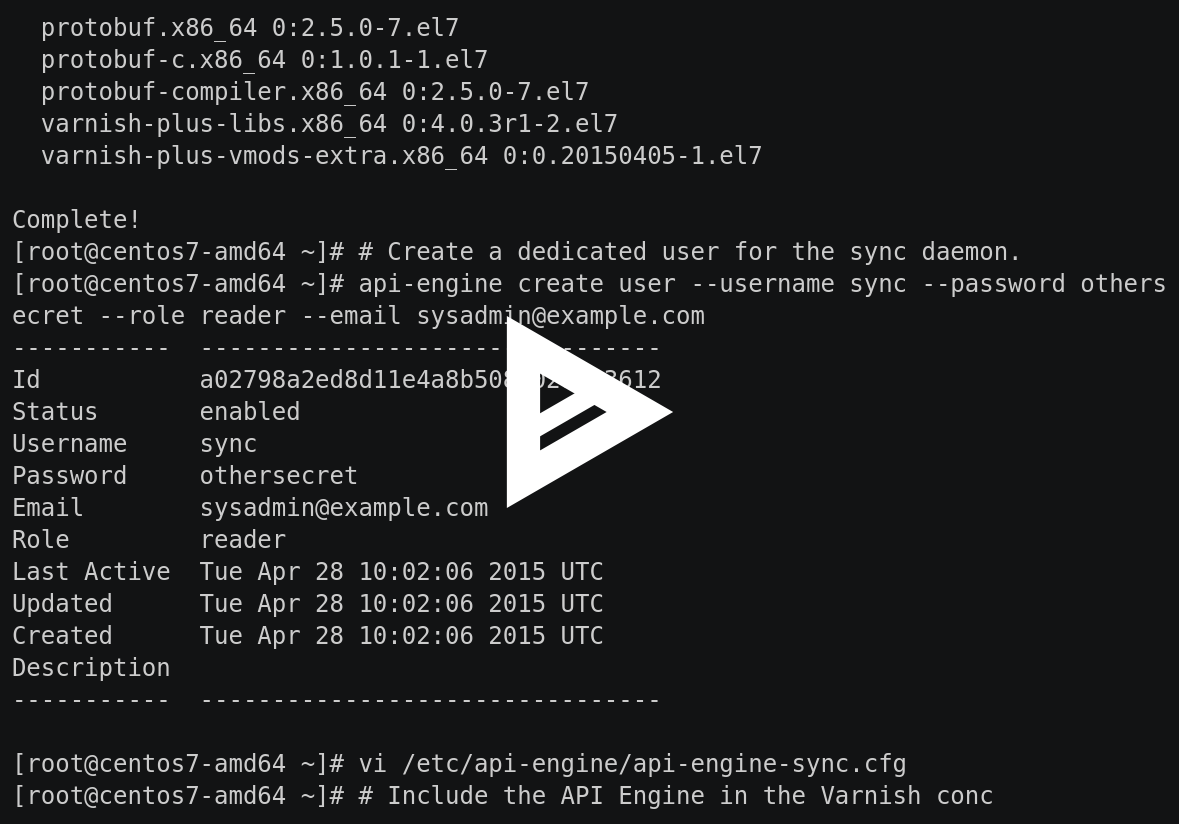 protobuf.x86_64 0:2.5.0-7.el7
protobuf-c.x86_64 0:1.0.1-1.el7
protobuf-compiler.x86_64 0:2.5.0-7.el7
varnish-plus-libs.x86_64 0:4.0.3r1-2.el7
varnish-plus-vmods-extra.x86_64 0:0.20150405-1.el7
Complete!
[root@centos7-amd64 ~]# # Create a dedicated user for the sync daemon.
[root@centos7-amd64 ~]# api-engine create user --username sync --password others
ecret --role reader --email sysadmin@example.com
----------- --------------------------------
Id
Status enabled
Username sync
Password othersecret
Email sysadmin@example.com
Role reader
Last Active Tue Apr 28 10:02:06 2015 UTC
Updated Tue Apr 28 10:02:06 2015 UTC
Created Tue Apr 28 10:02:06 2015 UTC
Description
----------- --------------------------------
[root@centos7-amd64 ~]# vi /etc/api-engine/api-engine-sync.cfg
[root@centos7-amd64 ~]# # Include the API Engine in the Varnish conc